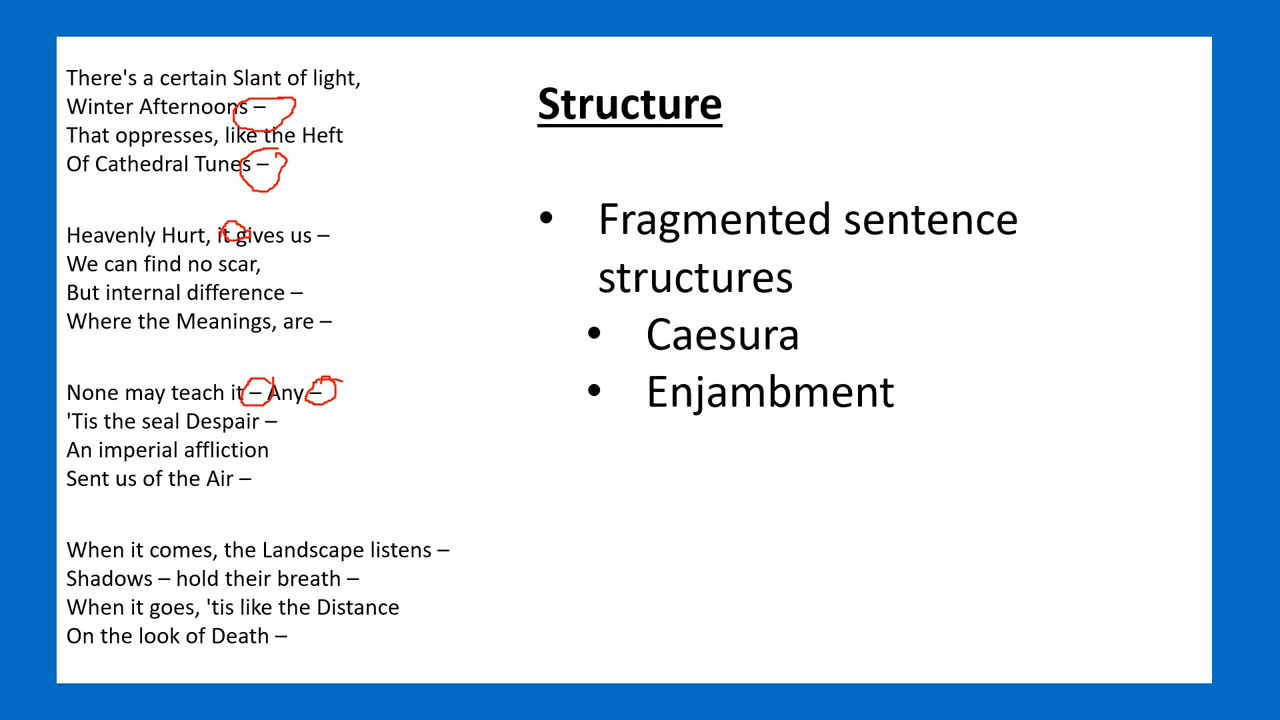 There's a certain Slant of light,
Winter Afternoons –
That oppresses, like the Heft
Of Cathedral Tunes –
Heavenly Hurt, it gives us –
We can find no scar,
But internal difference –
Where the Meanings, are –
None may teach it – Any –
'Tis the seal Despair –
An imperial affliction
Sent us of the Air –
When it comes, the Landscape listens –
Shadows – hold their breath –
When it goes, 'tis like the Distance
On the look of Death –
Structure
• Fragmented sentence
structures
• Caesura
• Enjambment